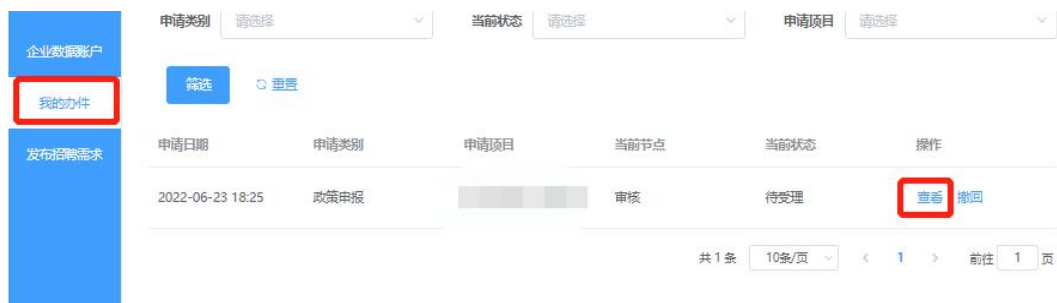 申请类别 请选择 当前状态 请选择 申请项目 请选择
企业数据账户
筛选 重置
我的办件
发布招聘需求
申请日期 申请类别 申请项目 当前节点 当前状态 操作
2022-06-23 18:25 政策申报 审核 待受理 查看 撤回
共 1 条 10条/页 < 1 > 前往 1 页